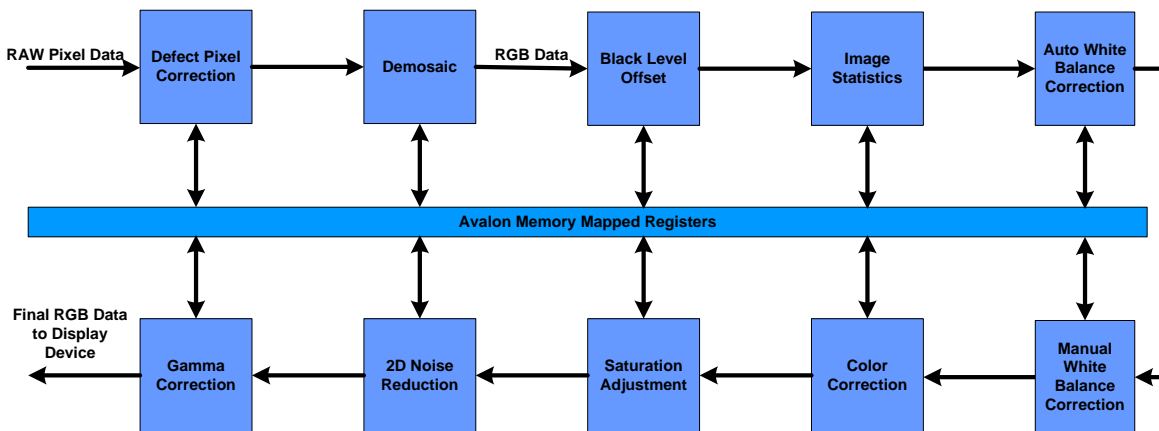 RAW Pixel Data
Defect Pixel
Correction
Demosaic
RGB Data
Black Level
Offset
Image
Statistics
Auto White
Balance
Correction
Avalon Memory Mapped Registers
Final RGB Data
to Display
Device
Gamma
Correction
2D Noise
Reduction
Saturation
Adjustment
Color
Correction
Manual
White
Balance
Correction